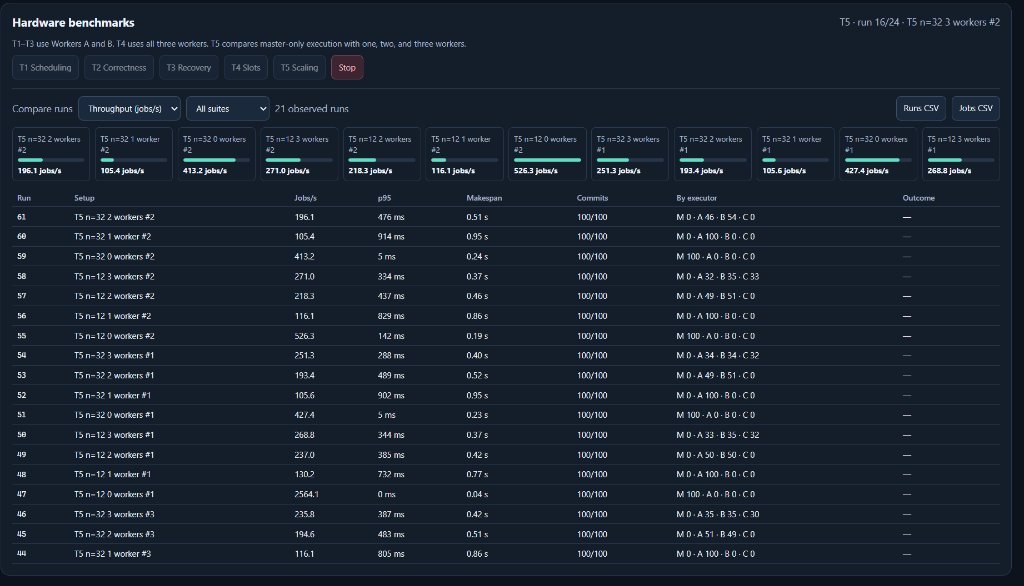 Hardware benchmarks
T5 · run 16/24 · T5 n=32 3 workers #2
T1–T3 use Workers A and B. T4 uses all three workers. T5 compares master-only execution with one, two, and three workers.
T1 Scheduling T2 Correctness T3 Recovery T4 Slots T5 Scaling Stop
Compare runs Throughput (jobs/s) All suites 21 observed runs Runs CSV Jobs CSV
T5 n=32 2 workers #2 196.1 jobs/s
T5 n=32 1 worker #2 105.4 jobs/s
T5 n=32 0 workers #2 413.2 jobs/s
T5 n=12 3 workers #2 271.0 jobs/s
T5 n=12 2 workers #2 218.3 jobs/s
T5 n=12 1 worker #2 116.1 jobs/s
T5 n=12 0 workers #2 526.3 jobs/s
T5 n=32 3 workers #1 251.3 jobs/s
T5 n=32 2 workers #1 193.4 jobs/s
T5 n=32 1 worker #1 105.6 jobs/s
T5 n=32 0 workers #1 427.4 jobs/s
T5 n=12 3 workers #1 268.8 jobs/s
Run Setup Jobs/s p95 Makespan Commits By executor Outcome
61 T5 n=32 2 workers #2 196.1 476 ms 0.51 s 100/100 M 0 · A 46 · B 54 · C 0 —
60 T5 n=32 1 worker #2 105.4 914 ms 0.95 s 100/100 M 0 · A 100 · B 0 · C 0 —
59 T5 n=32 0 workers #2 413.2 5 ms 0.24 s 100/100 M 100 · A 0 · B 0 · C 0 —
58 T5 n=12 3 workers #2 271.0 334 ms 0.37 s 100/100 M 0 · A 32 · B 35 · C 33 —
57 T5 n=12 2 workers #2 218.3 437 ms 0.46 s 100/100 M 0 · A 49 · B 51 · C 0 —
56 T5 n=12 1 worker #2 116.1 829 ms 0.86 s 100/100 M 0 · A 100 · B 0 · C 0 —
55 T5 n=12 0 workers #2 526.3 142 ms 0.19 s 100/100 M 100 · A 0 · B 0 · C 0 —
54 T5 n=32 3 workers #1 251.3 288 ms 0.40 s 100/100 M 0 · A 34 · B 34 · C 32 —
53 T5 n=32 2 workers #1 193.4 489 ms 0.52 s 100/100 M 0 · A 49 · B 51 · C 0 —
52 T5 n=32 1 worker #1 105.6 902 ms 0.95 s 100/100 M 0 · A 100 · B 0 · C 0 —
51 T5 n=32 0 workers #1 427.4 5 ms 0.23 s 100/100 M 100 · A 0 · B 0 · C 0 —
50 T5 n=12 3 workers #1 268.8 344 ms 0.37 s 100/100 M 0 · A 33 · B 35 · C 32 —
49 T5 n=12 2 workers #1 237.0 385 ms 0.42 s 100/100 M 0 · A 50 · B 50 · C 0 —
48 T5 n=12 1 worker #1 130.2 732 ms 0.77 s 100/100 M 0 · A 100 · B 0 · C 0 —
47 T5 n=12 0 workers #1 2564.1 0 ms 0.04 s 100/100 M 100 · A 0 · B 0 · C 0 —
46 T5 n=32 3 workers #3 235.8 387 ms 0.42 s 100/100 M 0 · A 35 · B 35 · C 30 —
45 T5 n=32 2 workers #3 194.6 483 ms 0.51 s 100/100 M 0 · A 51 · B 49 · C 0 —
44 T5 n=32 1 worker #3 116.1 805 ms 0.86 s 100/100 M 0 · A 100 · B 0 · C 0 —